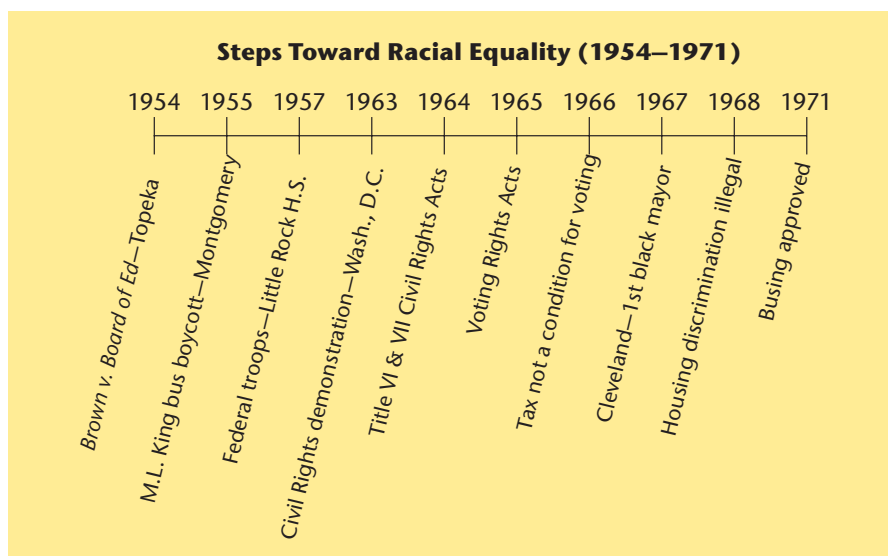 Steps Toward Racial Equality (1954–1971)
1954 1955 1957 1963 1964 1965 1966 1967 1968 1971
Brown v. Board of Ed—Topeka
M.L. King bus boycott—Montgomery
Federal troops—Little Rock H.S.
Civil Rights demonstration—Wash., D.C.
Title VI & VII Civil Rights Acts
Voting Rights Acts
Tax not a condition for voting
Cleveland—1st black mayor
Housing discrimination illegal
Busing approved